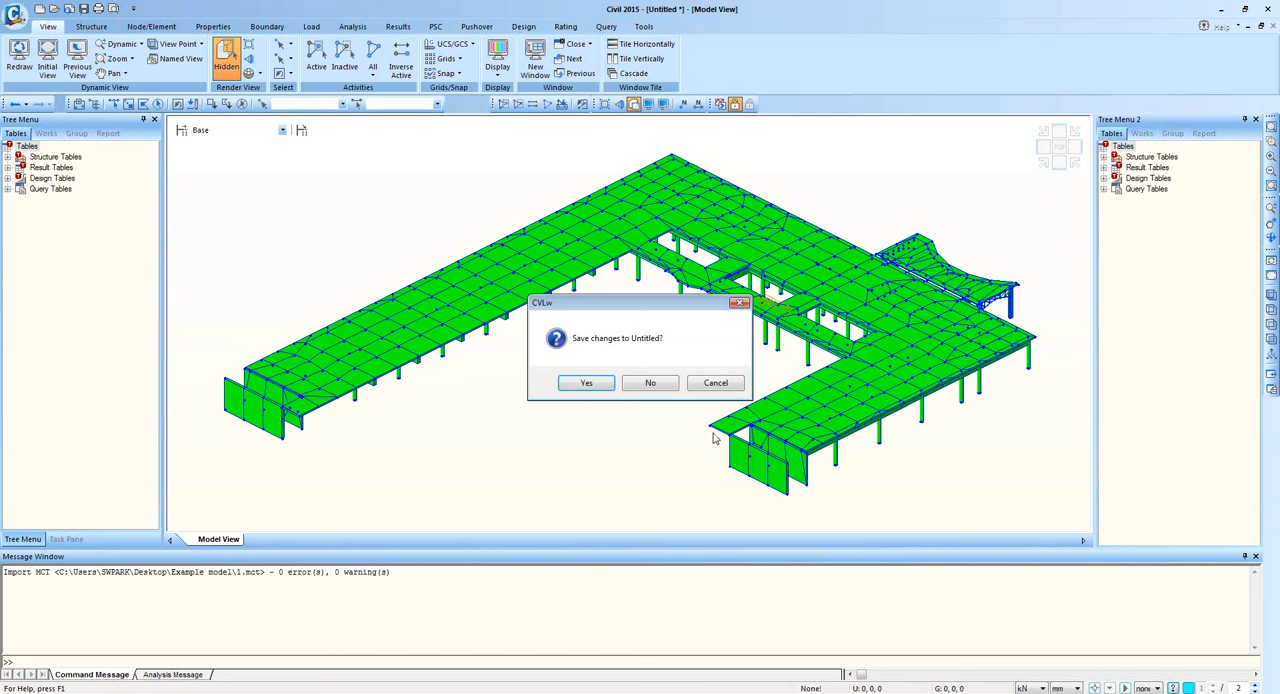 Civil 2015 - [Untitled *] - [Model View]
View Structure Node/Element Properties Boundary Load Analysis Results PSC Pushover Design Rating Query Tools
Help
Redraw Initial View Previous View
Dynamic View Point
Zoom Named View
Pan
Hidden
Active Inactive All Inverse Active
UCS/GCS
Grids
Snap
Display
New Window
Close
Next
Previous
Tile Horizontally
Tile Vertically
Cascade
Dynamic View Render View Select Activities Grids/Snap Display Window Window Tile
Tree Menu
Tables Works Group Report
Tables
Structure Tables
Result Tables
Design Tables
Query Tables
Base
TOP
CVLw
Save changes to Untitled?
Yes No Cancel
Tree Menu 2
Tables Works Group Report
Tables
Structure Tables
Result Tables
Design Tables
Query Tables
Tree Menu Task Pane
Model View
Message Window
Import MCT <C:\Users\SWPARK\Desktop\Example model\1.mct> - 0 error(s), 0 warning(s)
>>
Command Message Analysis Message
For Help, press F1
None! U: 0, 0, 0 G: 0, 0, 0 kN mm non 1 / 2